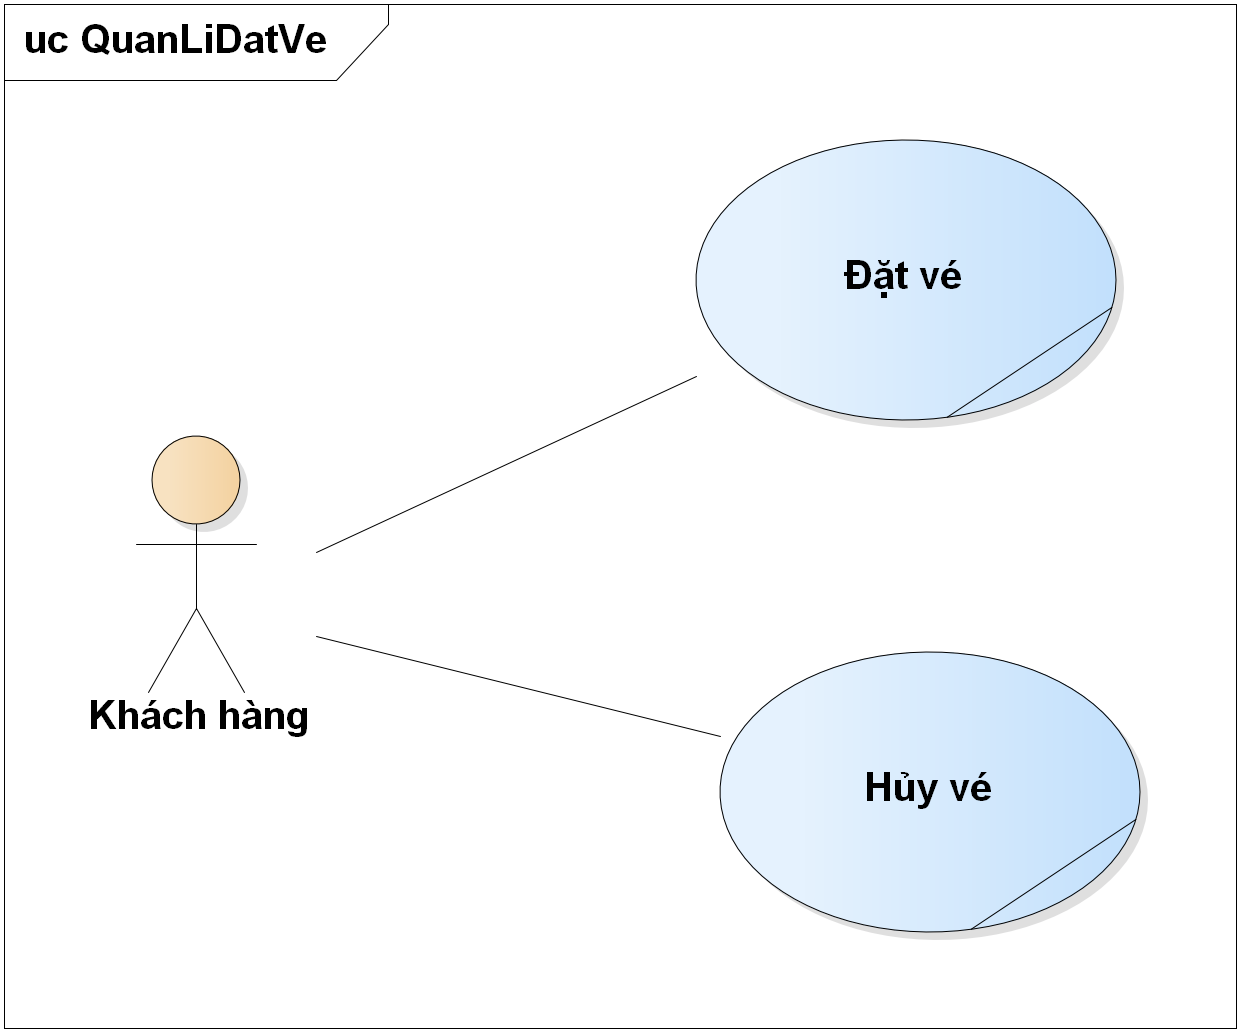 uc QuanLiDatVe
Đặt vé
Khách hàng
Hủy vé